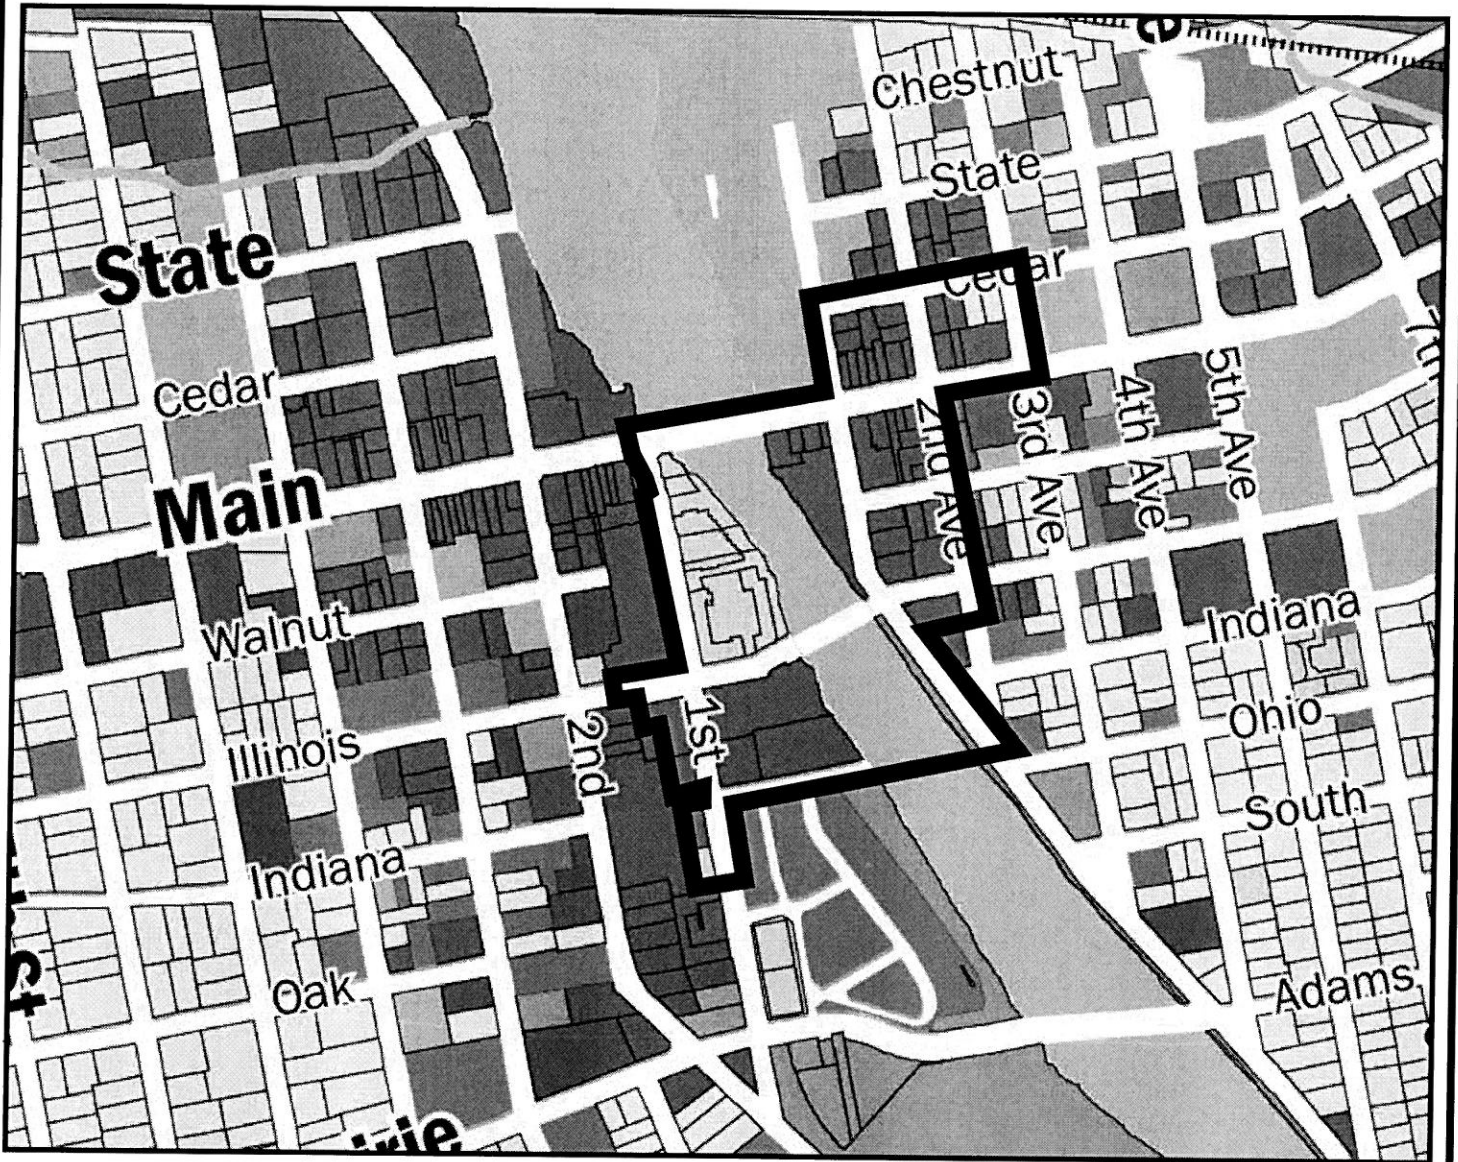 Chestnut
State
State
Cedar
Cedar
5th Ave
4th Ave
3rd Ave
2nd Ave
Main
Walnut
Indiana
1st
2nd
Illinois
Ohio
South
Indiana
Oak
Adams